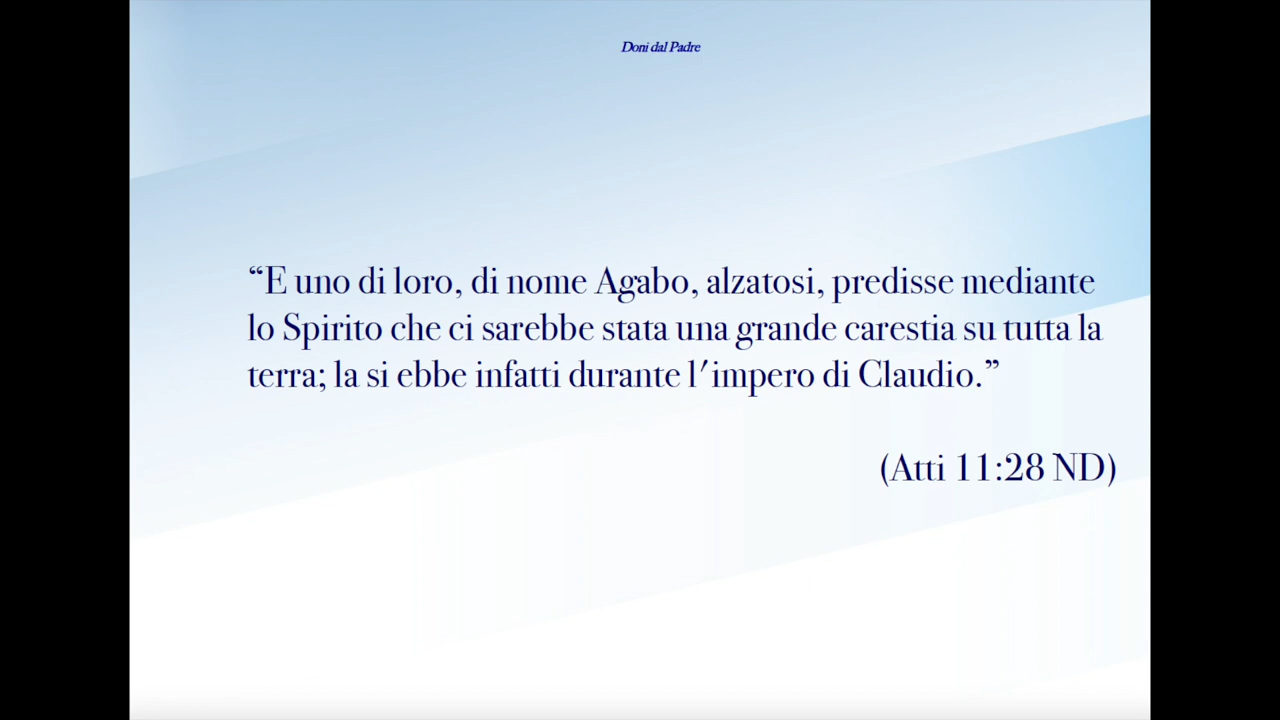 Doni dal Padre
“E uno di loro, di nome Agabo, alzatosi, predisse mediante
lo Spirito che ci sarebbe stata una grande carestia su tutta la
terra; la si ebbe infatti durante l'impero di Claudio.”
(Atti 11:28 ND)